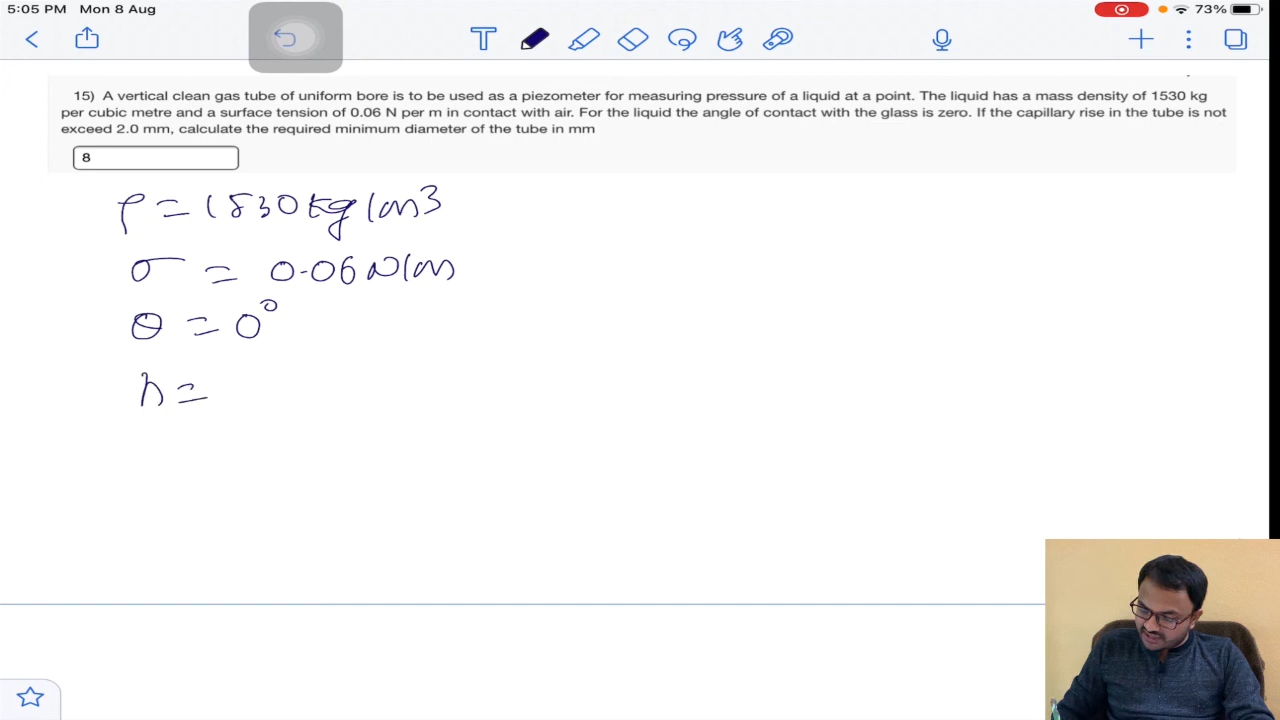 5:05 PM Mon 8 Aug
73%
15) A vertical clean gas tube of uniform bore is to be used as a piezometer for measuring pressure of a liquid at a point. The liquid has a mass density of 1530 kg
per cubic metre and a surface tension of 0.06 N per m in contact with air. For the liquid the angle of contact with the glass is zero. If the capillary rise in the tube is not
exceed 2.0 mm, calculate the required minimum diameter of the tube in mm
8
ρ = 1530 kg/m3
σ = 0.06 N/m
θ = 0°
h =